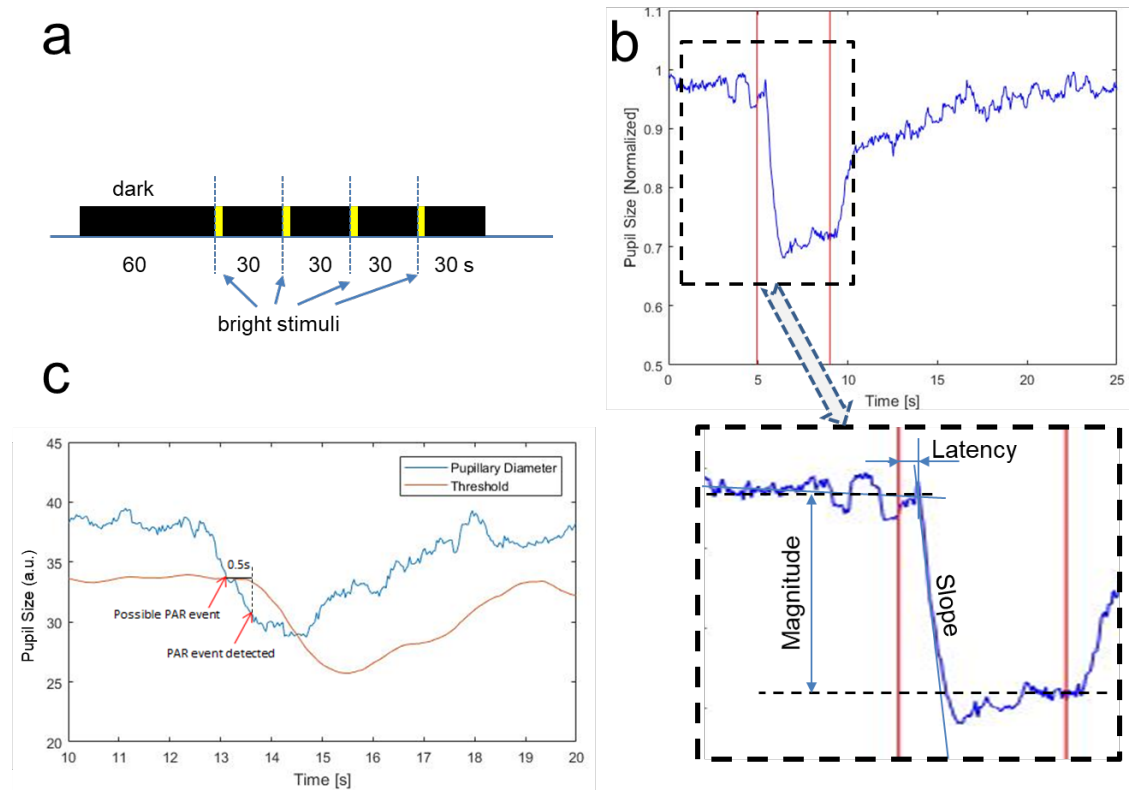 a
dark
60
30
30
30
30 s
bright stimuli
b
1.1
1
0.9
0.8
0.7
0.6
0.5
Pupil Size [Normalized]
0
5
10
15
20
25
Time [s]
Latency
Magnitude
Slope
c
45
40
35
30
25
20
Pupil Size (a.u.)
Pupillary Diameter
Threshold
0.5s
Possible PAR event
PAR event detected
10
11
12
13
14
15
16
17
18
19
20
Time [s]